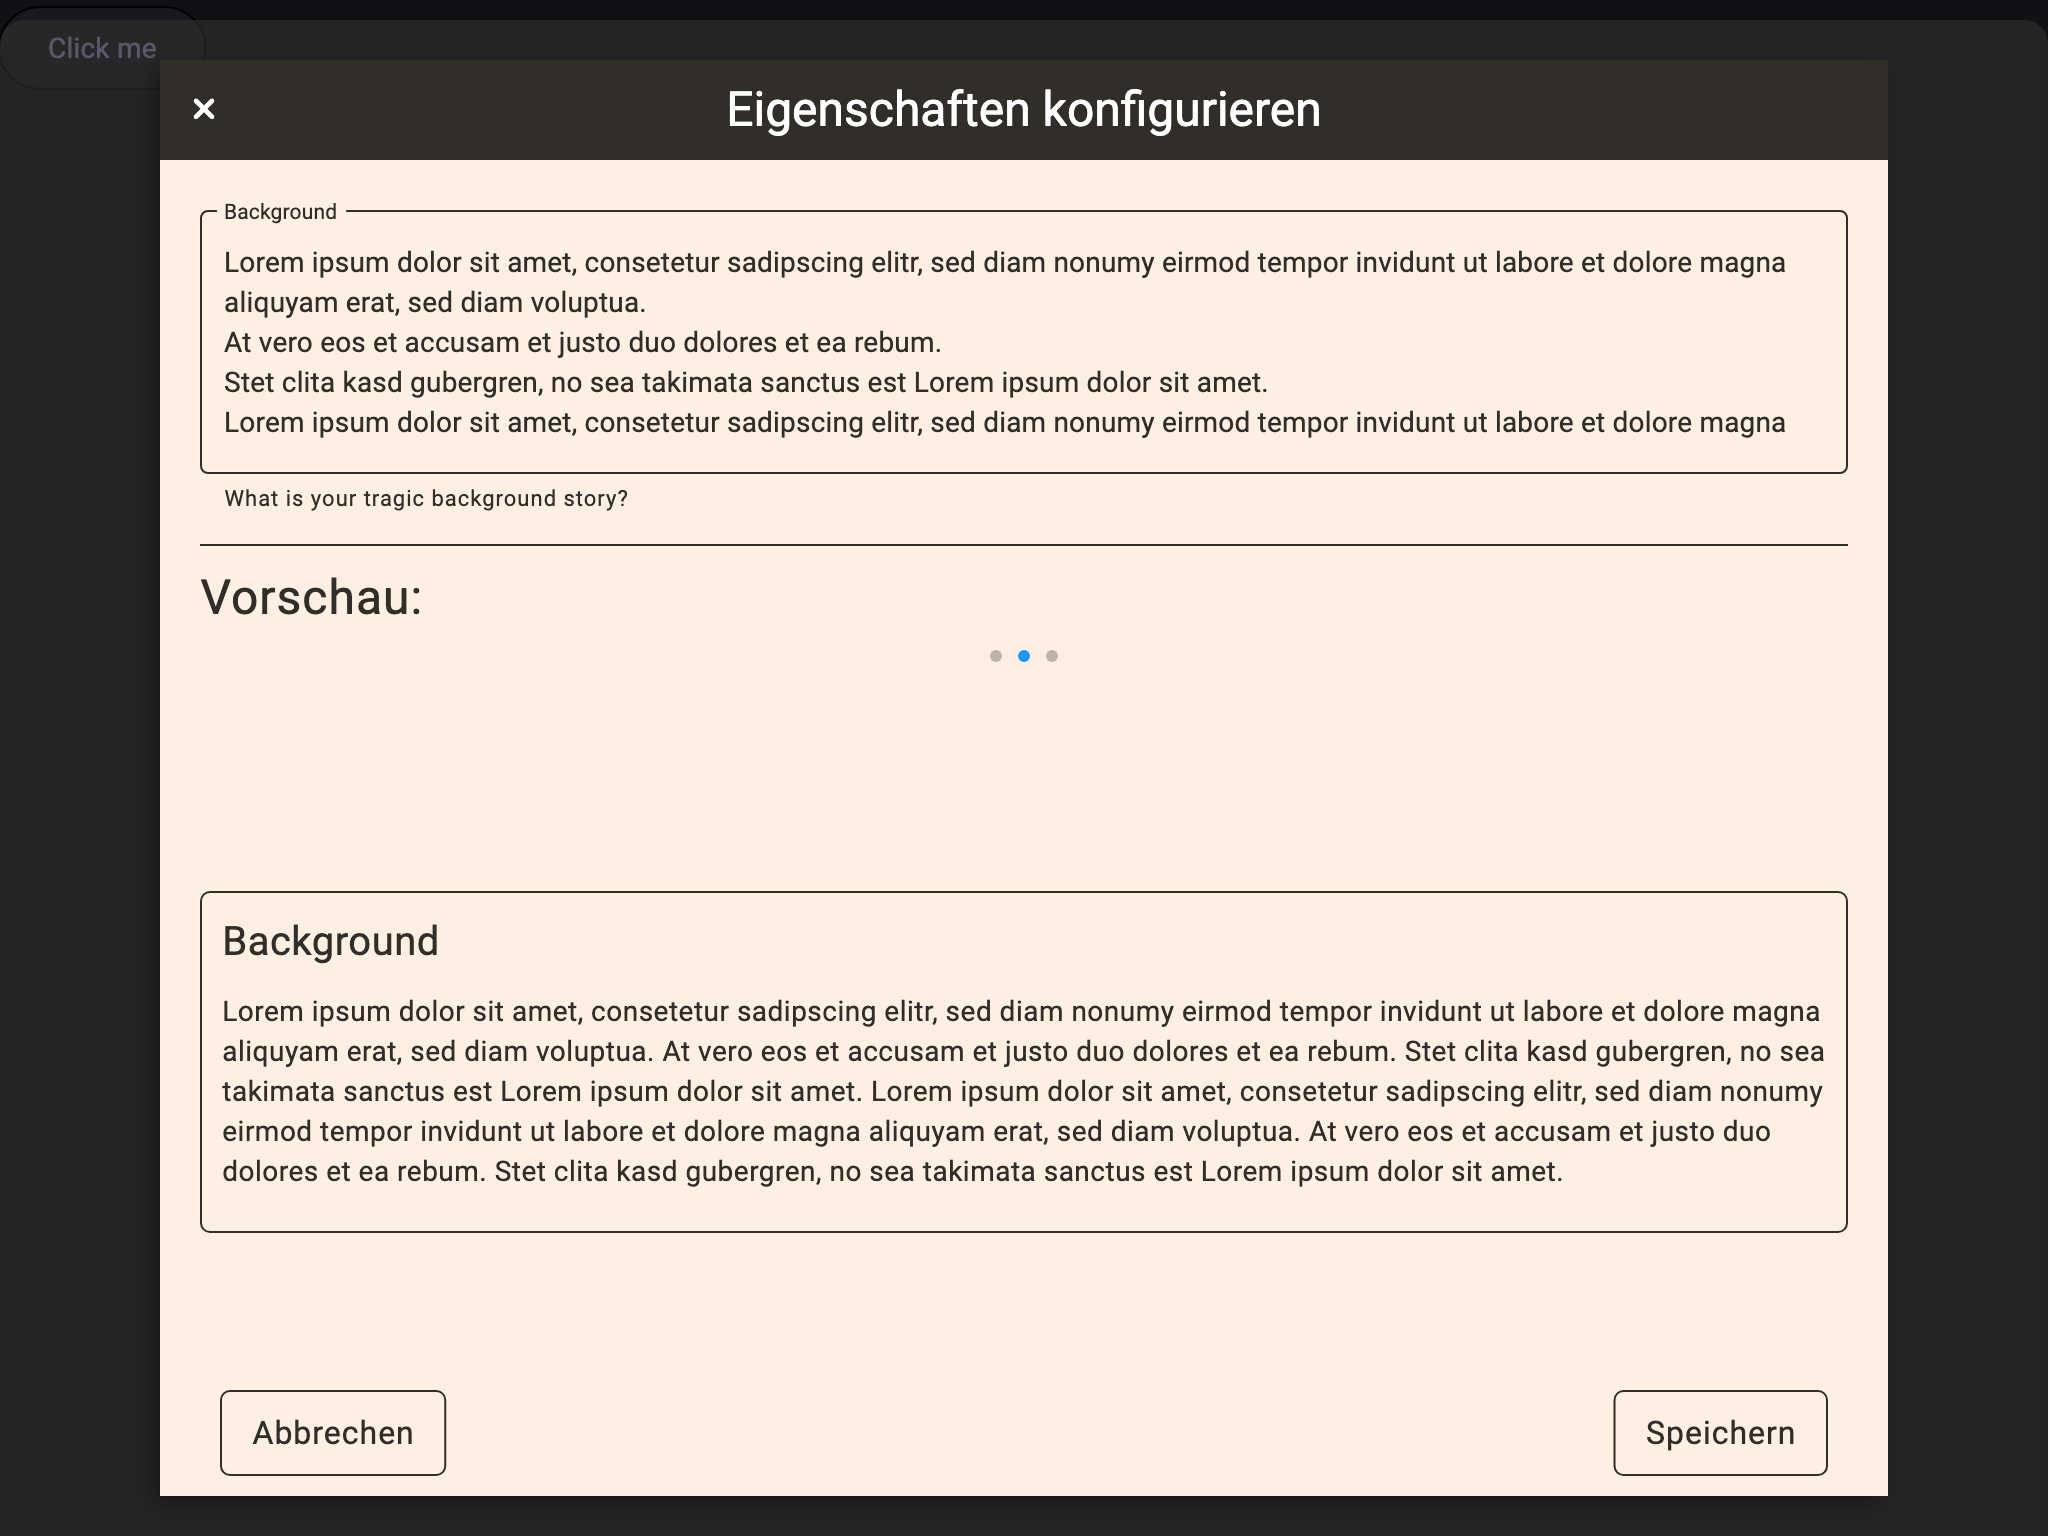 Click me
Eigenschaften konfigurieren
Background
Lorem ipsum dolor sit amet, consetetur sadipscing elitr, sed diam nonumy eirmod tempor invidunt ut labore et dolore magna
aliquyam erat, sed diam voluptua.
At vero eos et accusam et justo duo dolores et ea rebum.
Stet clita kasd gubergren, no sea takimata sanctus est Lorem ipsum dolor sit amet.
Lorem ipsum dolor sit amet, consetetur sadipscing elitr, sed diam nonumy eirmod tempor invidunt ut labore et dolore magna
What is your tragic background story?
Vorschau:
Background
Lorem ipsum dolor sit amet, consetetur sadipscing elitr, sed diam nonumy eirmod tempor invidunt ut labore et dolore magna
aliquyam erat, sed diam voluptua. At vero eos et accusam et justo duo dolores et ea rebum. Stet clita kasd gubergren, no sea
takimata sanctus est Lorem ipsum dolor sit amet. Lorem ipsum dolor sit amet, consetetur sadipscing elitr, sed diam nonumy
eirmod tempor invidunt ut labore et dolore magna aliquyam erat, sed diam voluptua. At vero eos et accusam et justo duo
dolores et ea rebum. Stet clita kasd gubergren, no sea takimata sanctus est Lorem ipsum dolor sit amet.
Abbrechen
Speichern